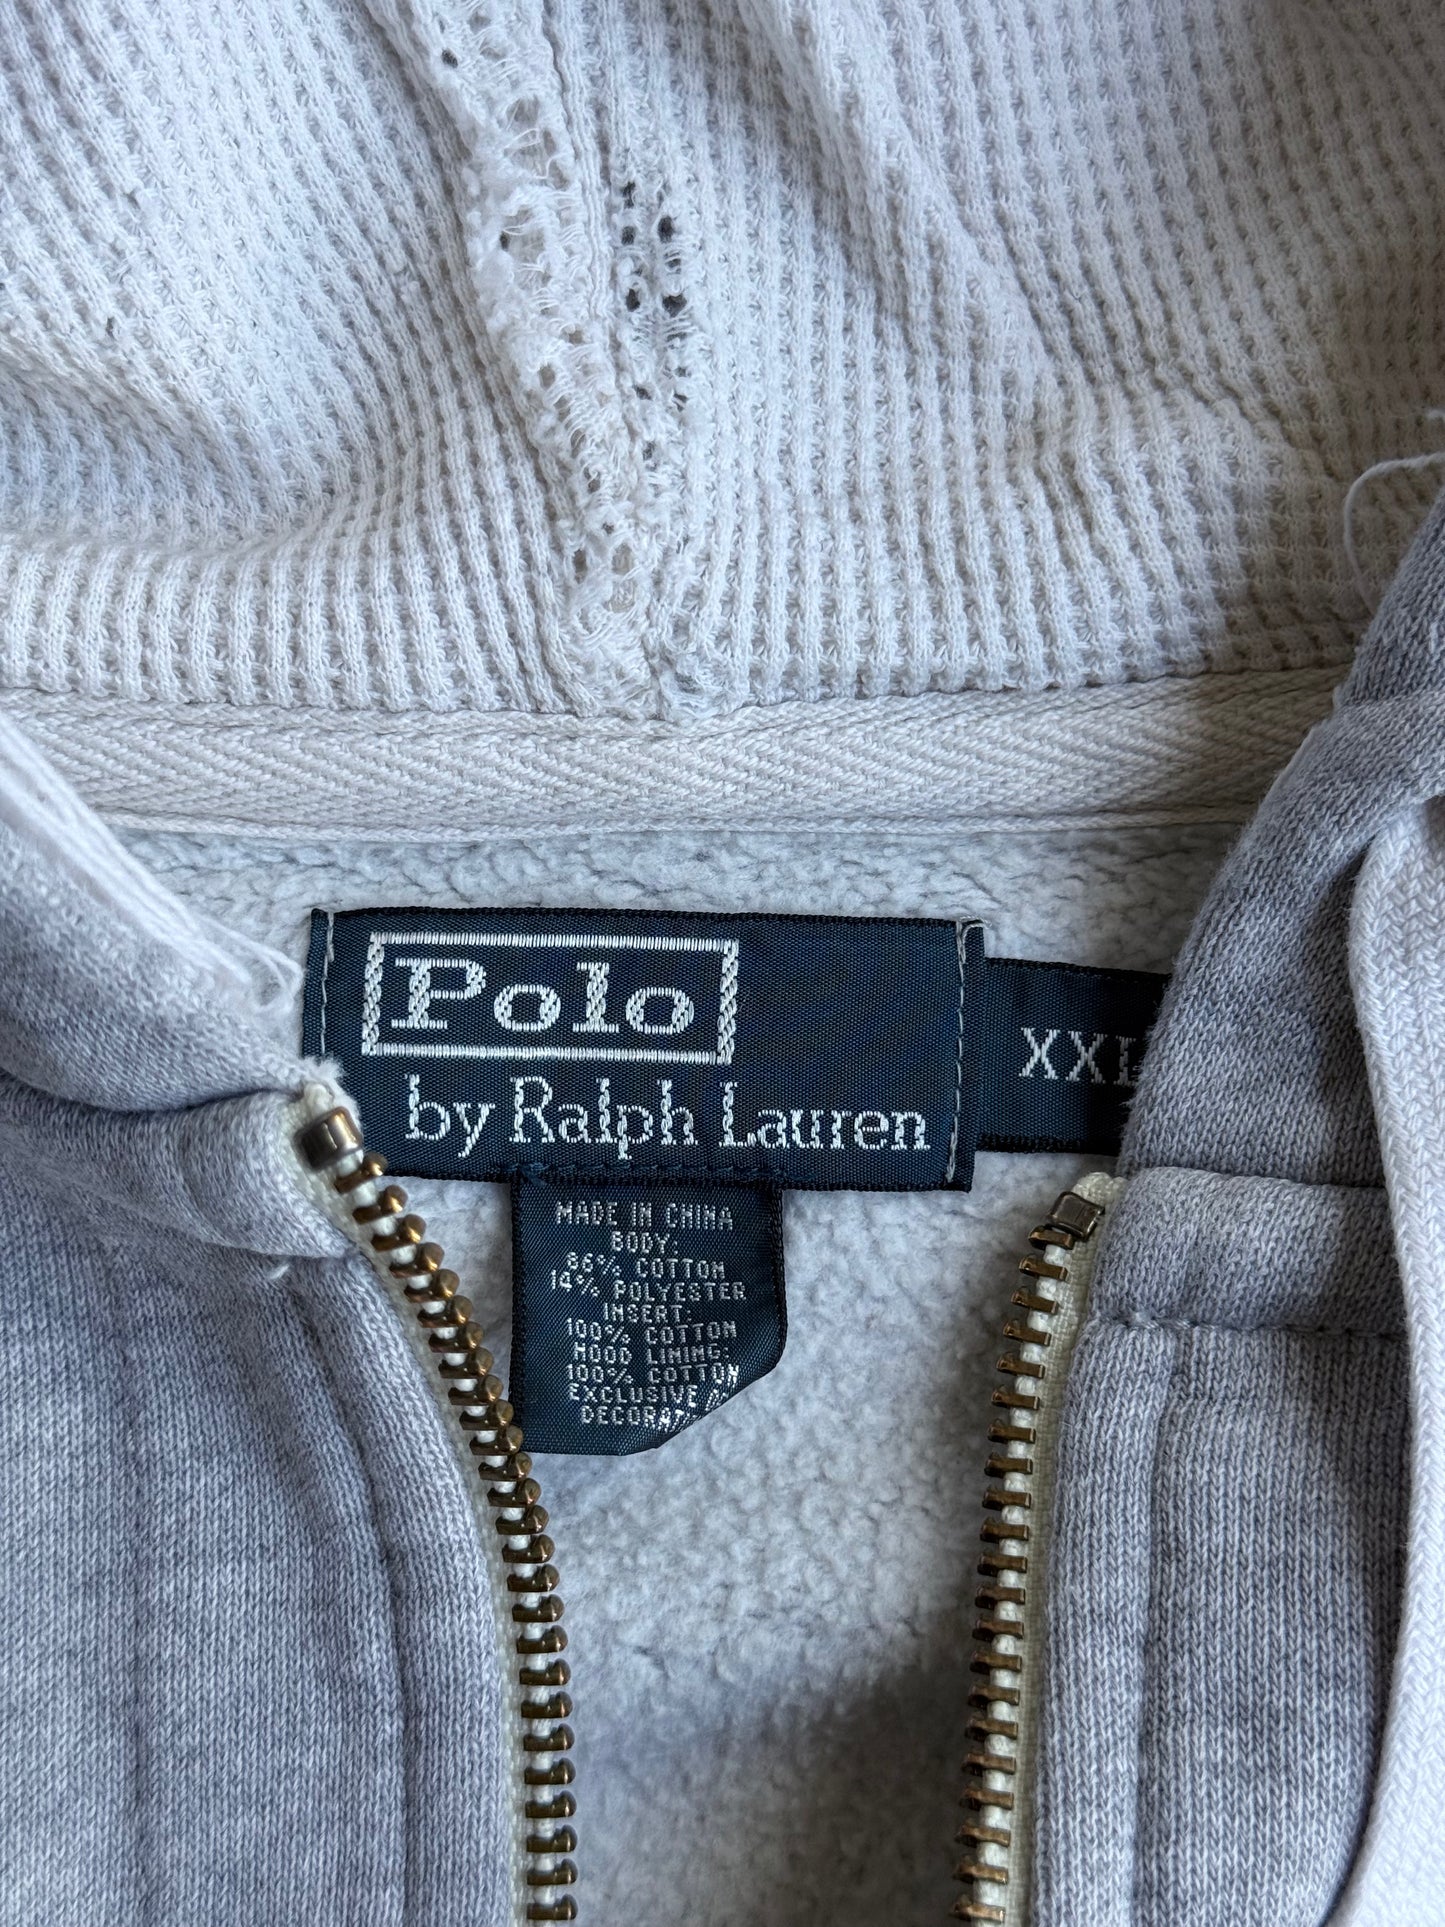 Polo
by Ralph Lauren
XXL
MADE IN CHINA
BODY:
86% COTTON
14% POLYESTER
INSERT:
100% COTTON
HOOD LINING:
100% COTTON
EXCLUSIVE